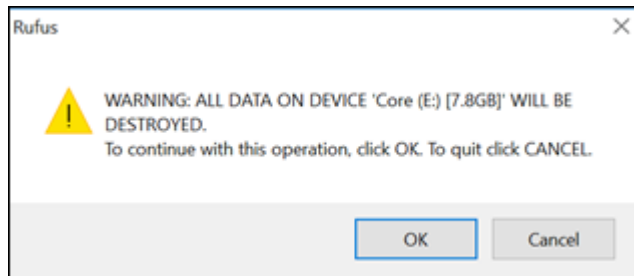 Rufus
WARNING: ALL DATA ON DEVICE 'Core (E:) [7.8GB]' WILL BE
DESTROYED.
To continue with this operation, click OK. To quit click CANCEL.
OK
Cancel